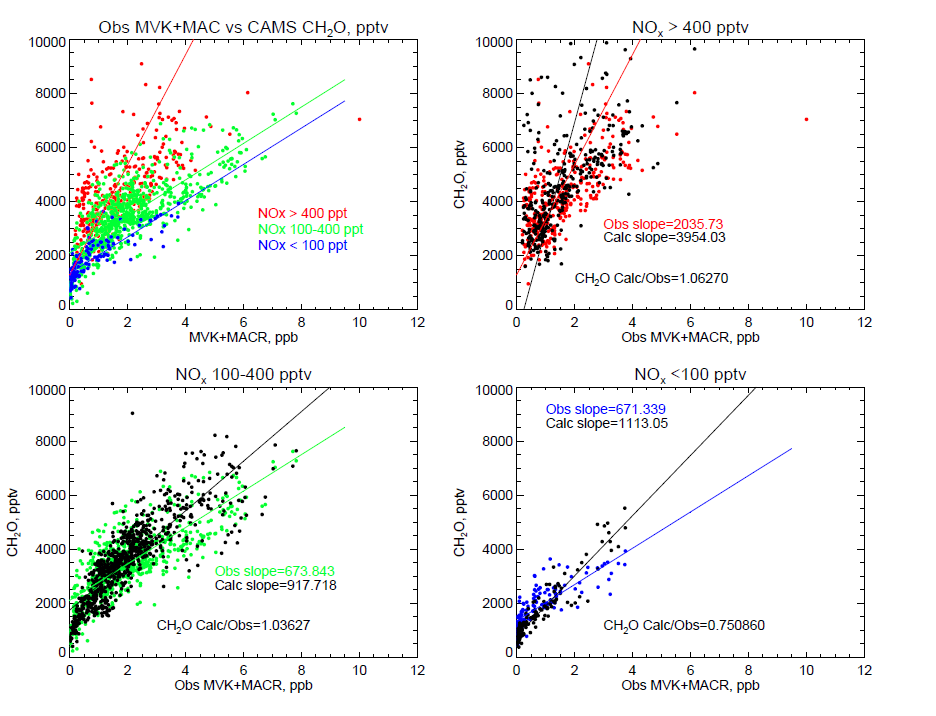 Obs MVK+MAC vs CAMS CH2O, pptv
10000
8000
6000
4000
2000
0
0 2 4 6 8 10 12
MVK+MACR, ppb
NOx > 400 ppt
NOx 100-400 ppt
NOx < 100 ppt
NOx > 400 pptv
CH2O, pptv
10000
8000
6000
4000
2000
0
0 2 4 6 8 10 12
Obs MVK+MACR, ppb
Obs slope=2035.73
Calc slope=3954.03
CH2O Calc/Obs=1.06270
NOx 100-400 pptv
CH2O, pptv
10000
8000
6000
4000
2000
0
0 2 4 6 8 10 12
Obs MVK+MACR, ppb
Obs slope=673.843
Calc slope=917.718
CH2O Calc/Obs=1.03627
NOx <100 pptv
CH2O, pptv
10000
8000
6000
4000
2000
0
0 2 4 6 8 10 12
Obs MVK+MACR, ppb
Obs slope=671.339
Calc slope=1113.05
CH2O Calc/Obs=0.750860